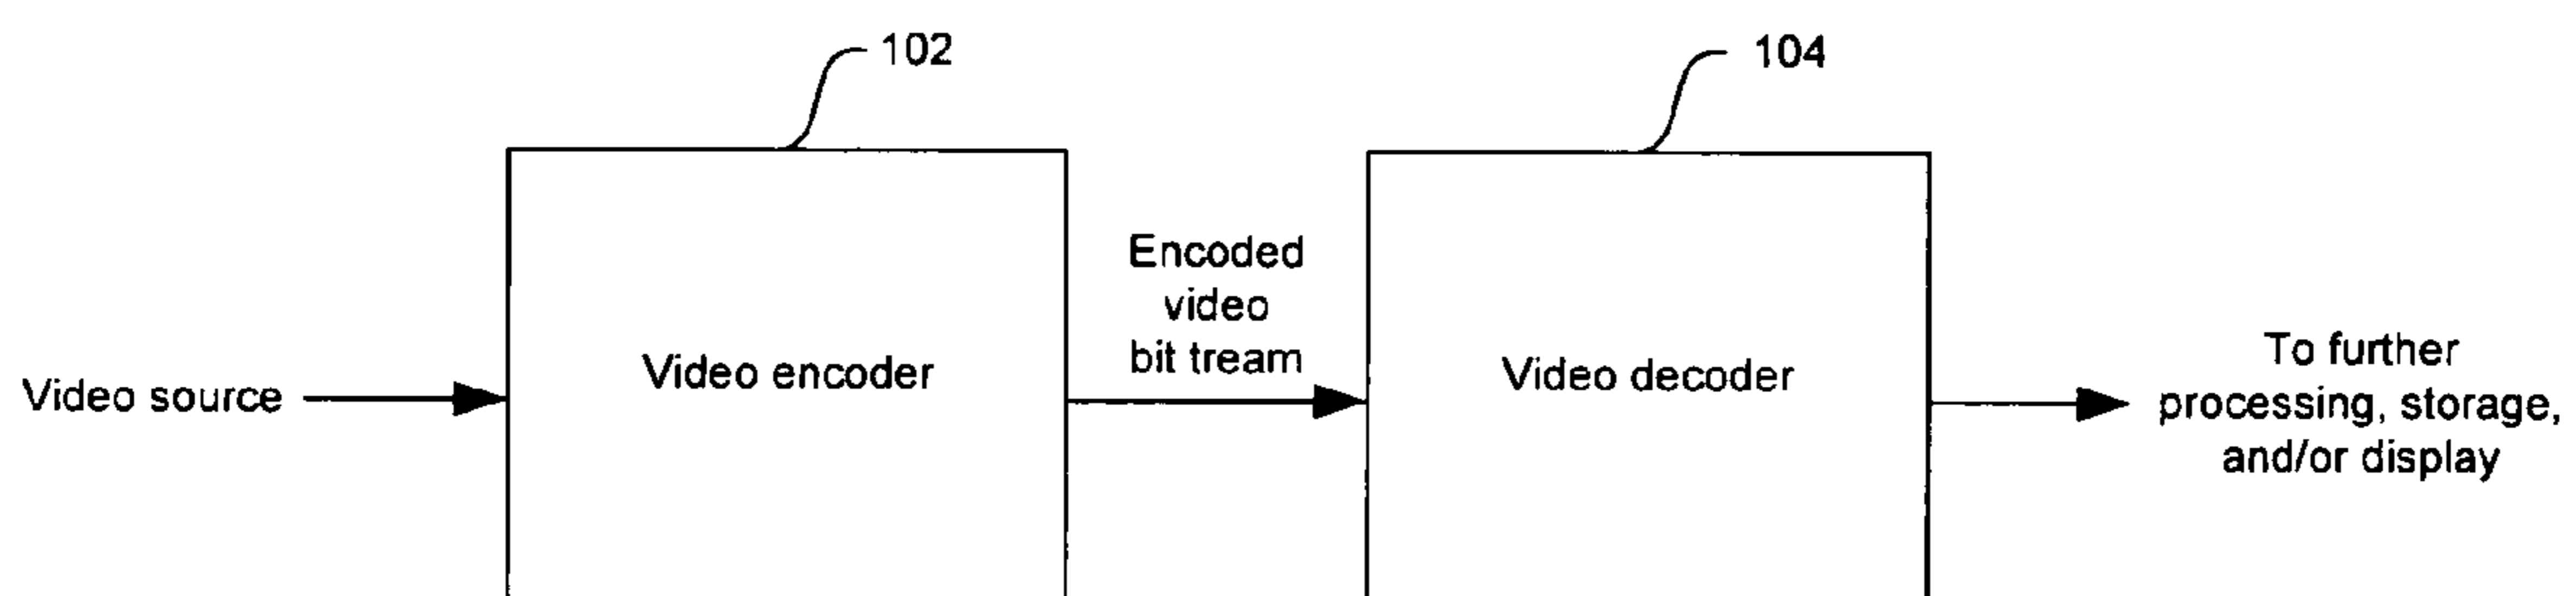 102
104
Video source
Video encoder
Encoded
video
bit tream
Video decoder
To further
processing, storage,
and/or display